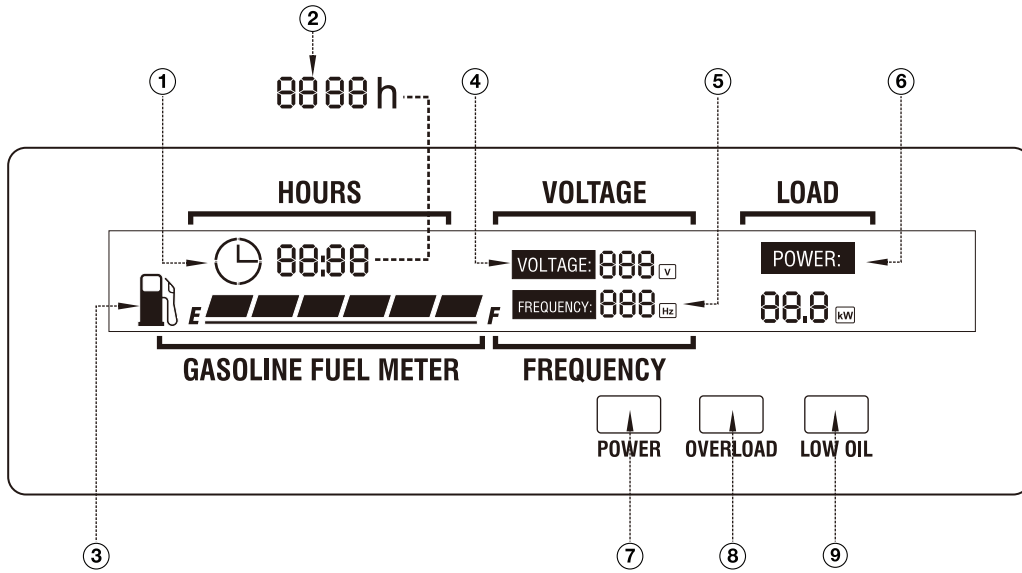 ②
① 8888 h ④ ⑤ ⑥
HOURS VOLTAGE LOAD
88:88 VOLTAGE: 888 V POWER:
③ E F FREQUENCY: 888 Hz 88.8 kW
GASOLINE FUEL METER FREQUENCY
POWER OVERLOAD LOW OIL
⑦ ⑧ ⑨